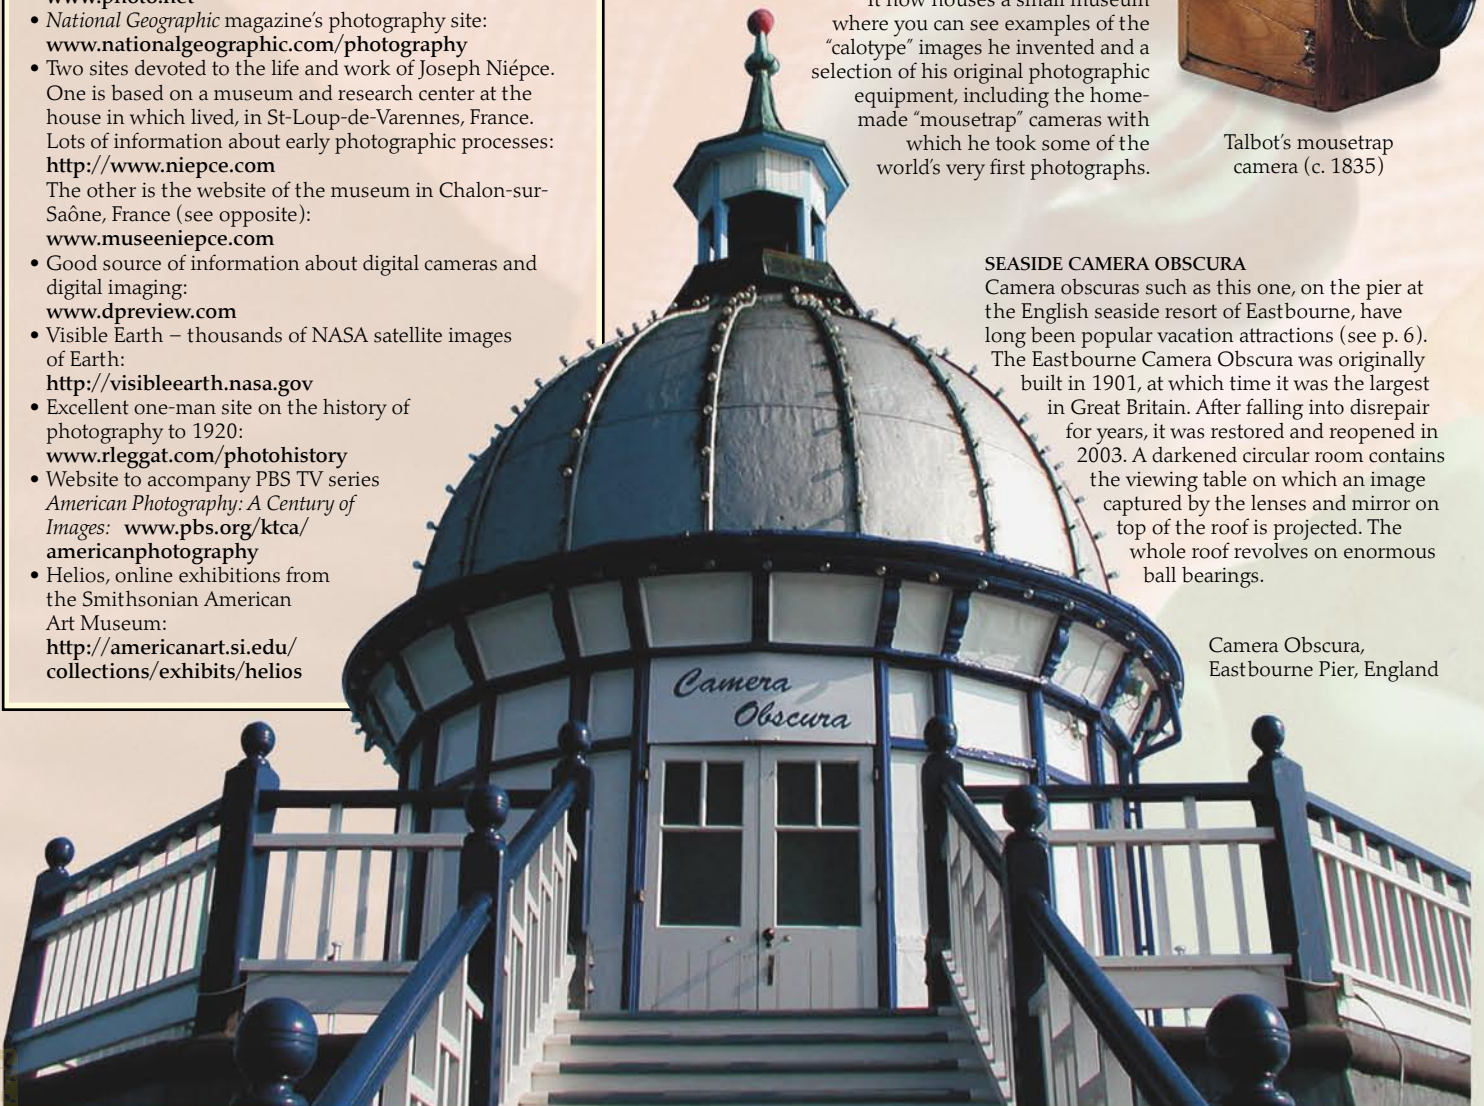 www.photo.net
• National Geographic magazine's photography site:
www.nationalgeographic.com/photography
• Two sites devoted to the life and work of Joseph Niépce.
One is based on a museum and research center at the
house in which lived, in St-Loup-de-Varennes, France.
Lots of information about early photographic processes:
http://www.niepce.com
The other is the website of the museum in Chalon-sur-
Saône, France (see opposite):
www.museeniepce.com
• Good source of information about digital cameras and
digital imaging:
www.dpreview.com
• Visible Earth – thousands of NASA satellite images
of Earth:
http://visibleearth.nasa.gov
• Excellent one-man site on the history of
photography to 1920:
www.rleggat.com/photohistory
• Website to accompany PBS TV series
American Photography: A Century of
Images: www.pbs.org/ktca/
americanphotography
• Helios, online exhibitions from
the Smithsonian American
Art Museum:
http://americanart.si.edu/
collections/exhibits/helios
It now houses a small museum
where you can see examples of the
“calotype” images he invented and a
selection of his original photographic
equipment, including the home-
made “mousetrap” cameras with
which he took some of the
world's very first photographs.
Talbot's mousetrap
camera (c. 1835)
SEASIDE CAMERA OBSCURA
Camera obscuras such as this one, on the pier at
the English seaside resort of Eastbourne, have
long been popular vacation attractions (see p. 6).
The Eastbourne Camera Obscura was originally
built in 1901, at which time it was the largest
in Great Britain. After falling into disrepair
for years, it was restored and reopened in
2003. A darkened circular room contains
the viewing table on which an image
captured by the lenses and mirror on
top of the roof is projected. The
whole roof revolves on enormous
ball bearings.
Camera Obscura,
Eastbourne Pier, England
Camera
Obscura